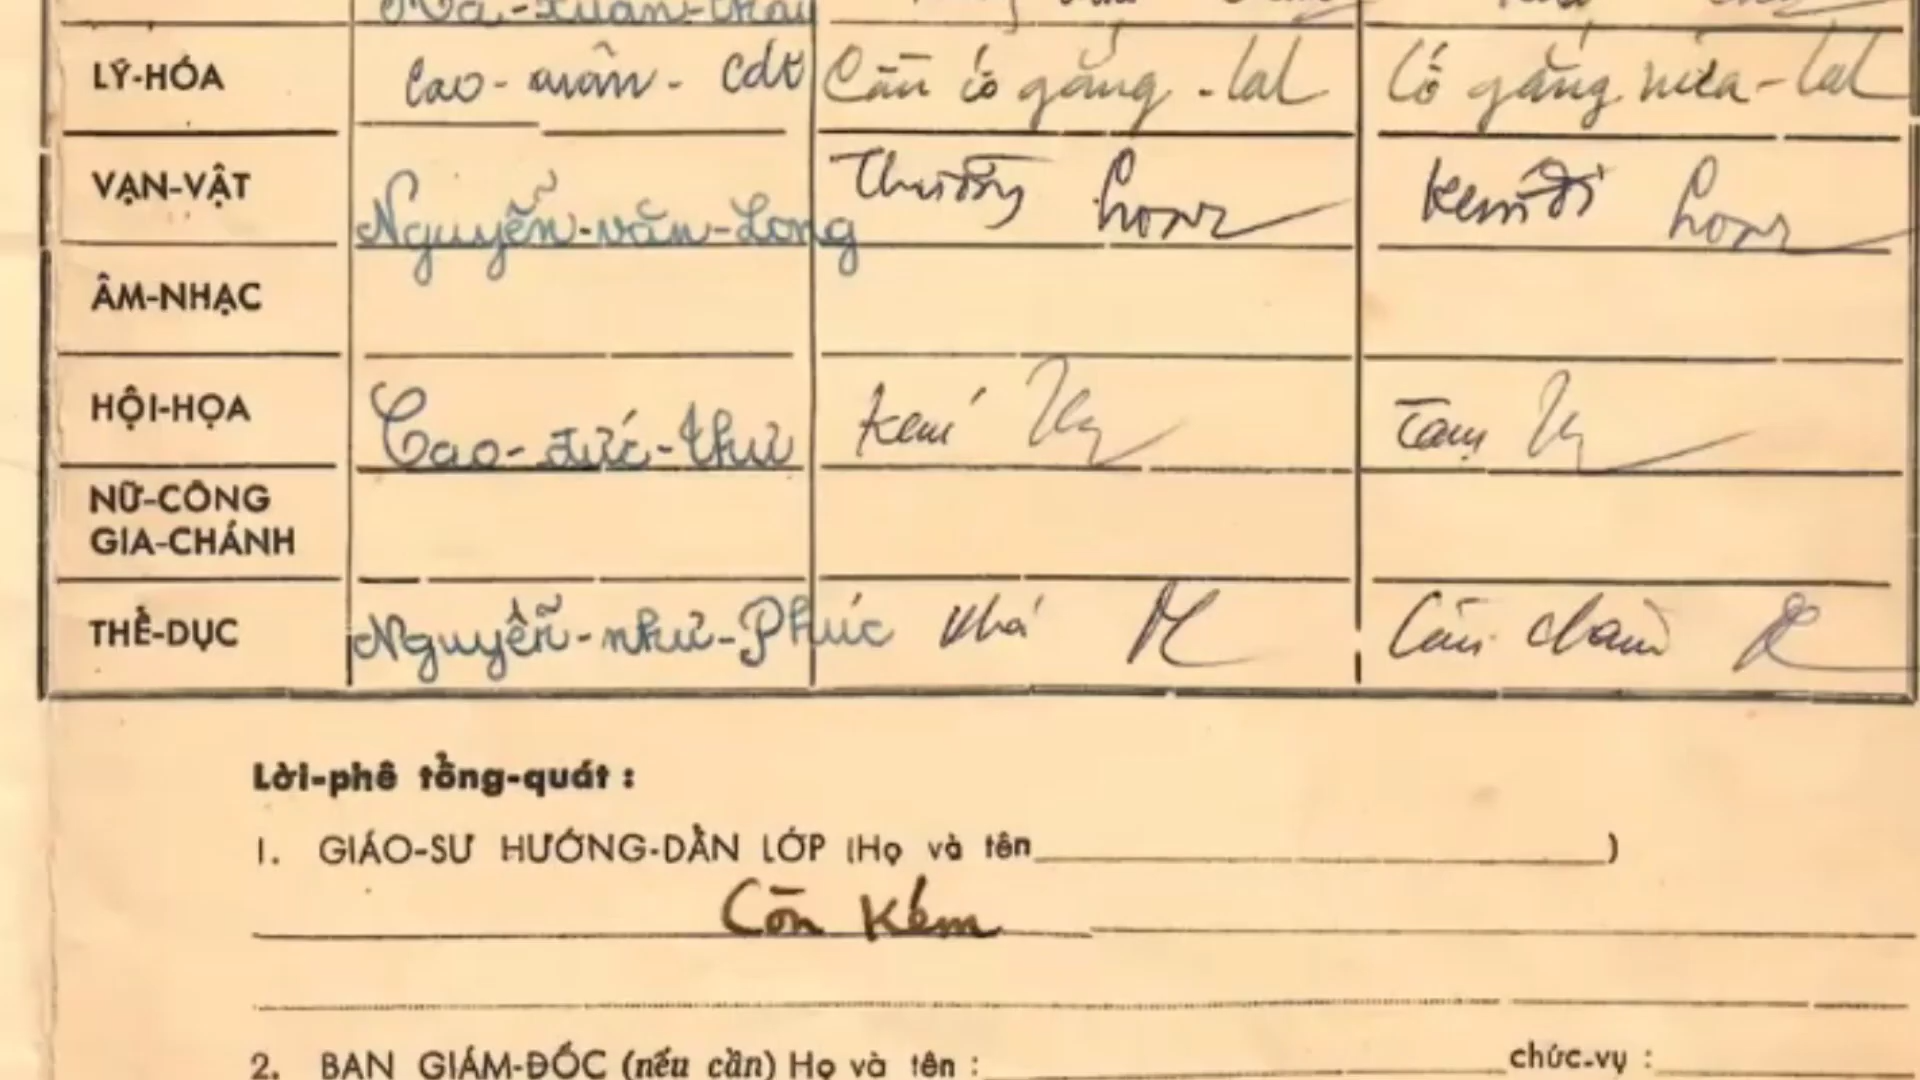 LÝ-HÓA Cao-xuân- Cần cố gắng - Cố gắng nữa -
VẠN-VẬT Nguyễn-văn-Long Thường Long Kém đi Long
ÂM-NHẠC
HỘI-HỌA Cao-đức-thư Kém Tạm
NỮ-CÔNG
GIA-CHÁNH
THỂ-DỤC Nguyễn-như-Phúc Khá Cần chăm
Lời-phê tổng-quát :
1. GIÁO-SƯ HƯỚNG-DẪN LỚP (Họ và tên )
Còn Kém
2. BAN GIÁM-ĐỐC (nếu cần) Họ và tên : chức-vụ :